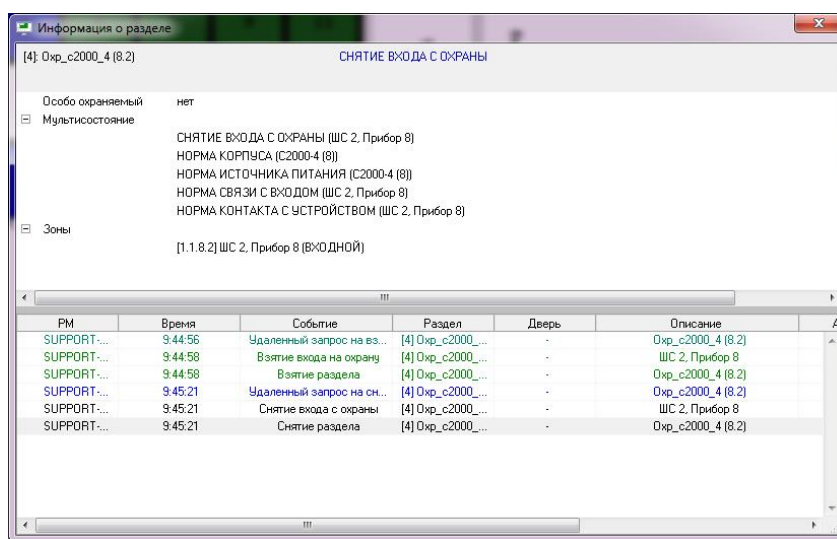 Информация о разделе
[4]: Охр_с2000_4 (8.2) СНЯТИЕ ВХОДА С ОХРАНЫ
Особо охраняемый нет
Мультисостояние
СНЯТИЕ ВХОДА С ОХРАНЫ (ШС 2, Прибор 8)
НОРМА КОРПУСА (С2000-4 (8))
НОРМА ИСТОЧНИКА ПИТАНИЯ (С2000-4 (8))
НОРМА СВЯЗИ С ВХОДОМ (ШС 2, Прибор 8)
НОРМА КОНТАКТА С УСТРОЙСТВОМ (ШС 2, Прибор 8)
Зоны
[1.1.8.2] ШС 2, Прибор 8 (ВХОДНОЙ)
РМ Время Событие Раздел Дверь Описание А
SUPPORT-... 9:44:56 Удаленный запрос на вз... [4] Охр_с2000_... - Охр_с2000_4 (8.2)
SUPPORT-... 9:44:58 Взятие входа на охрану [4] Охр_с2000_... - ШС 2, Прибор 8
SUPPORT-... 9:44:58 Взятие раздела [4] Охр_с2000_... - Охр_с2000_4 (8.2)
SUPPORT-... 9:45:21 Удаленный запрос на сн... [4] Охр_с2000_... - Охр_с2000_4 (8.2)
SUPPORT-... 9:45:21 Снятие входа с охраны [4] Охр_с2000_... - ШС 2, Прибор 8
SUPPORT-... 9:45:21 Снятие раздела [4] Охр_с2000_... - Охр_с2000_4 (8.2)